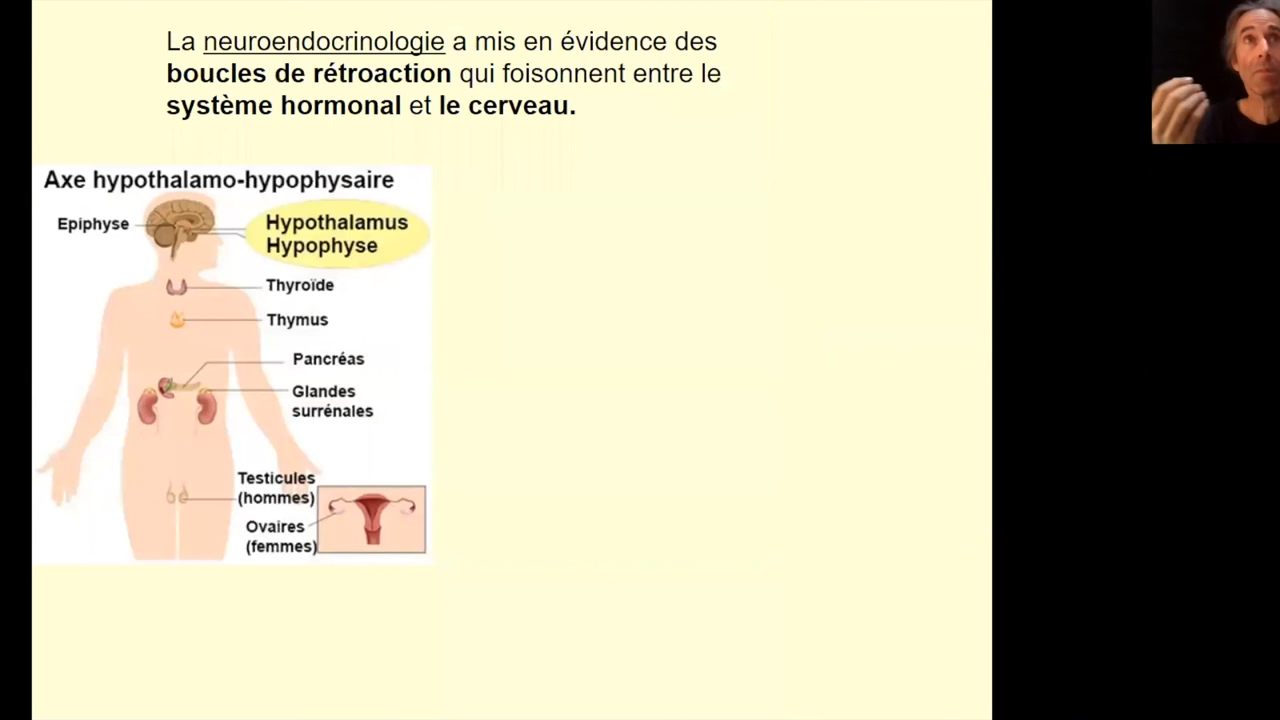 La neuroendocrinologie a mis en évidence des
boucles de rétroaction qui foisonnent entre le
système hormonal et le cerveau.
Axe hypothalamo-hypophysaire
Epiphyse
Hypothalamus
Hypophyse
Thyroïde
Thymus
Pancréas
Glandes
surrénales
Testicules
(hommes)
Ovaires
(femmes)